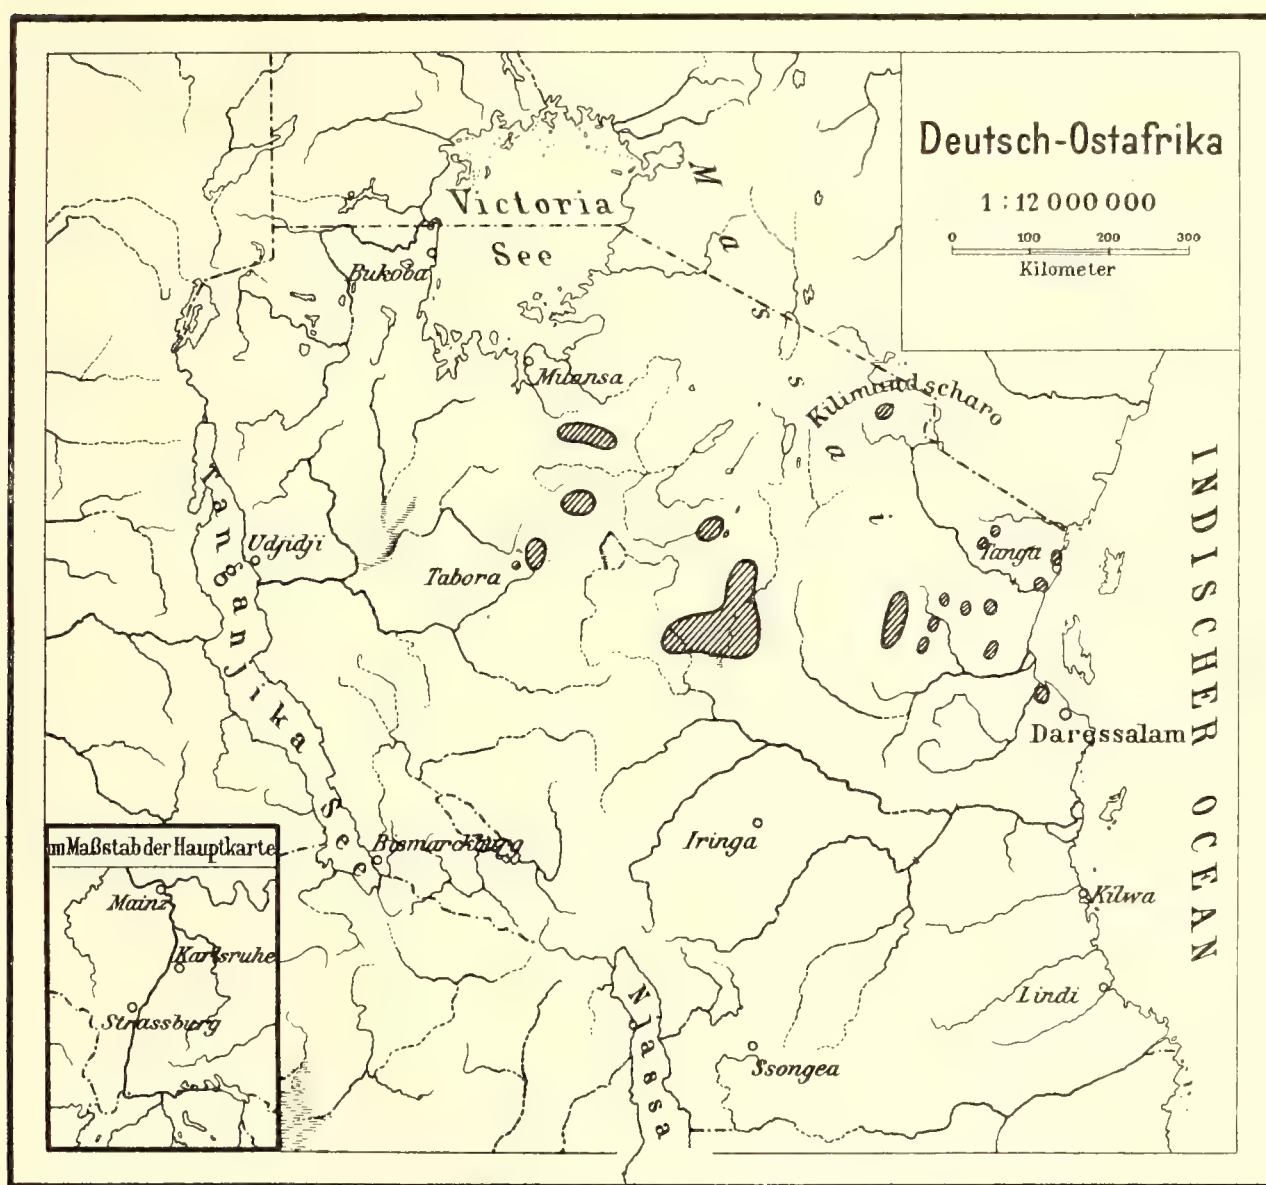 Deutsch-Ostafrika
1 : 12 000 000
0 100 200 300
Kilometer
Victoria
See
Massai
Bukoba
Muansa
Kilimandscharo
Tanganjika See
Udjidji
Tabora
Tanga
INDISCHER OCEAN
Daressalam
Bismarckburg
Iringa
Kilwa
Lindi
Njassa
Ssongea
im Maßstab der Hauptkarte
Mainz
Karlsruhe
Strassburg